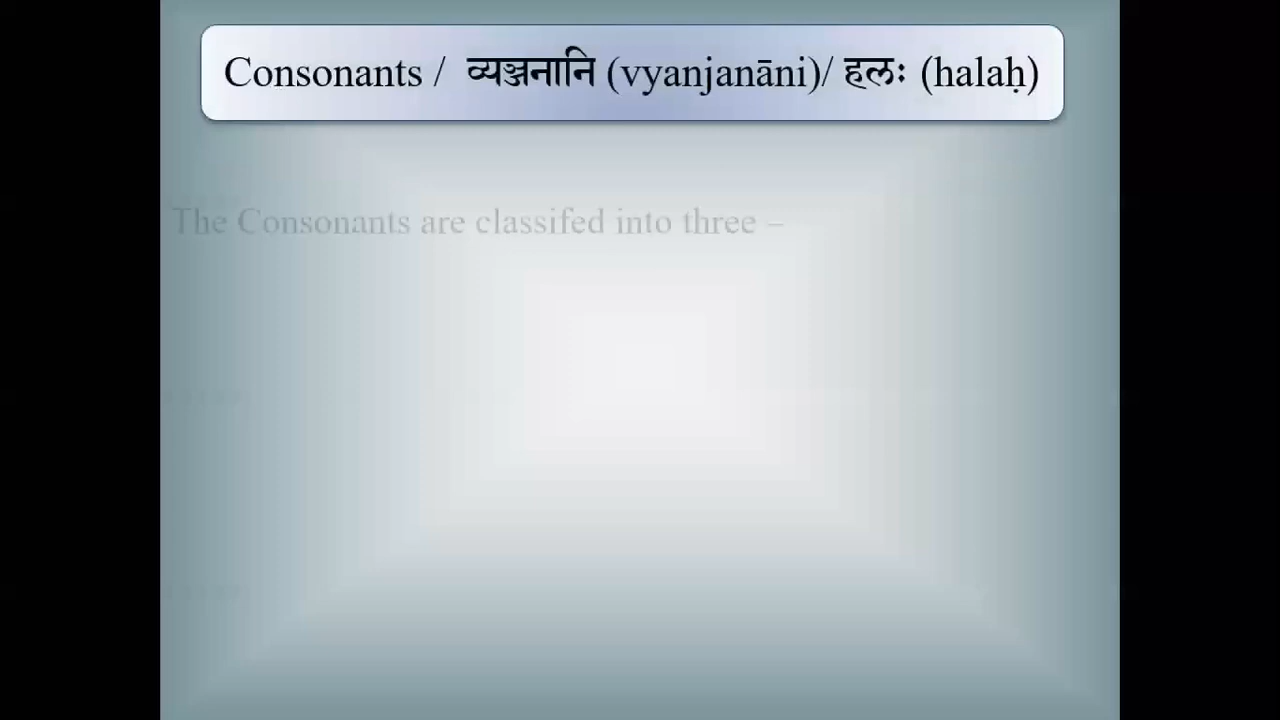 Consonants / व्यञ्जनानि (vyanjanāni)/ हलः (halaḥ)
The Consonants are classifed into three –